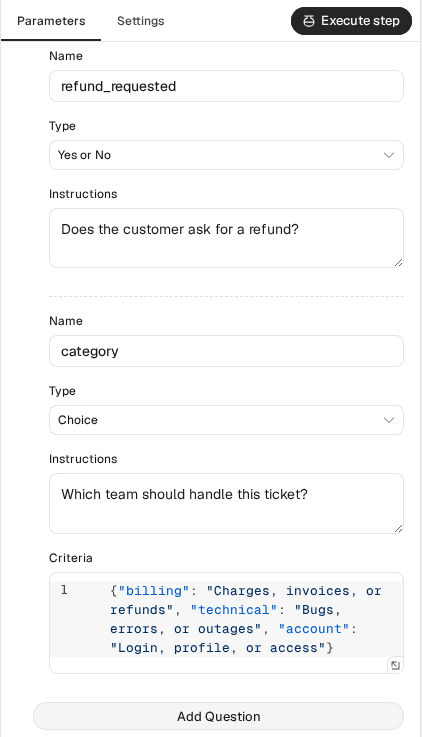 Parameters Settings Execute step
Name
refund_requested
Type
Yes or No
Instructions
Does the customer ask for a refund?
Name
category
Type
Choice
Instructions
Which team should handle this ticket?
Criteria
1 {"billing": "Charges, invoices, or
refunds", "technical": "Bugs,
errors, or outages", "account":
"Login, profile, or access"}
Add Question